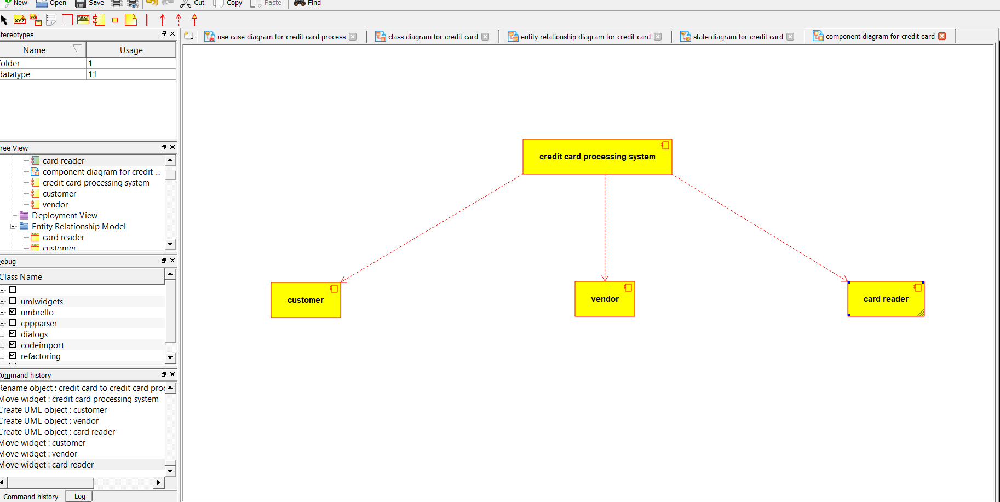 New Open Save Cut Copy Paste Find
XYZ
use case diagram for credit card process
class diagram for credit card
entity relationship diagram for credit card
state diagram for credit card
component diagram for credit card
tereotypes
Name Usage
folder 1
datatype 11
ree View
card reader
component diagram for credit ...
credit card processing system
customer
vendor
Deployment View
Entity Relationship Model
card reader
customer
ebug
Class Name
umlwidgets
umbrello
cppparser
dialogs
codeimport
refactoring
ommand history
Rename object : credit card to credit card pro
Move widget : credit card processing system
Create UML object : customer
Create UML object : vendor
Create UML object : card reader
Move widget : customer
Move widget : vendor
Move widget : card reader
Command history Log
credit card processing system
customer
vendor
card reader